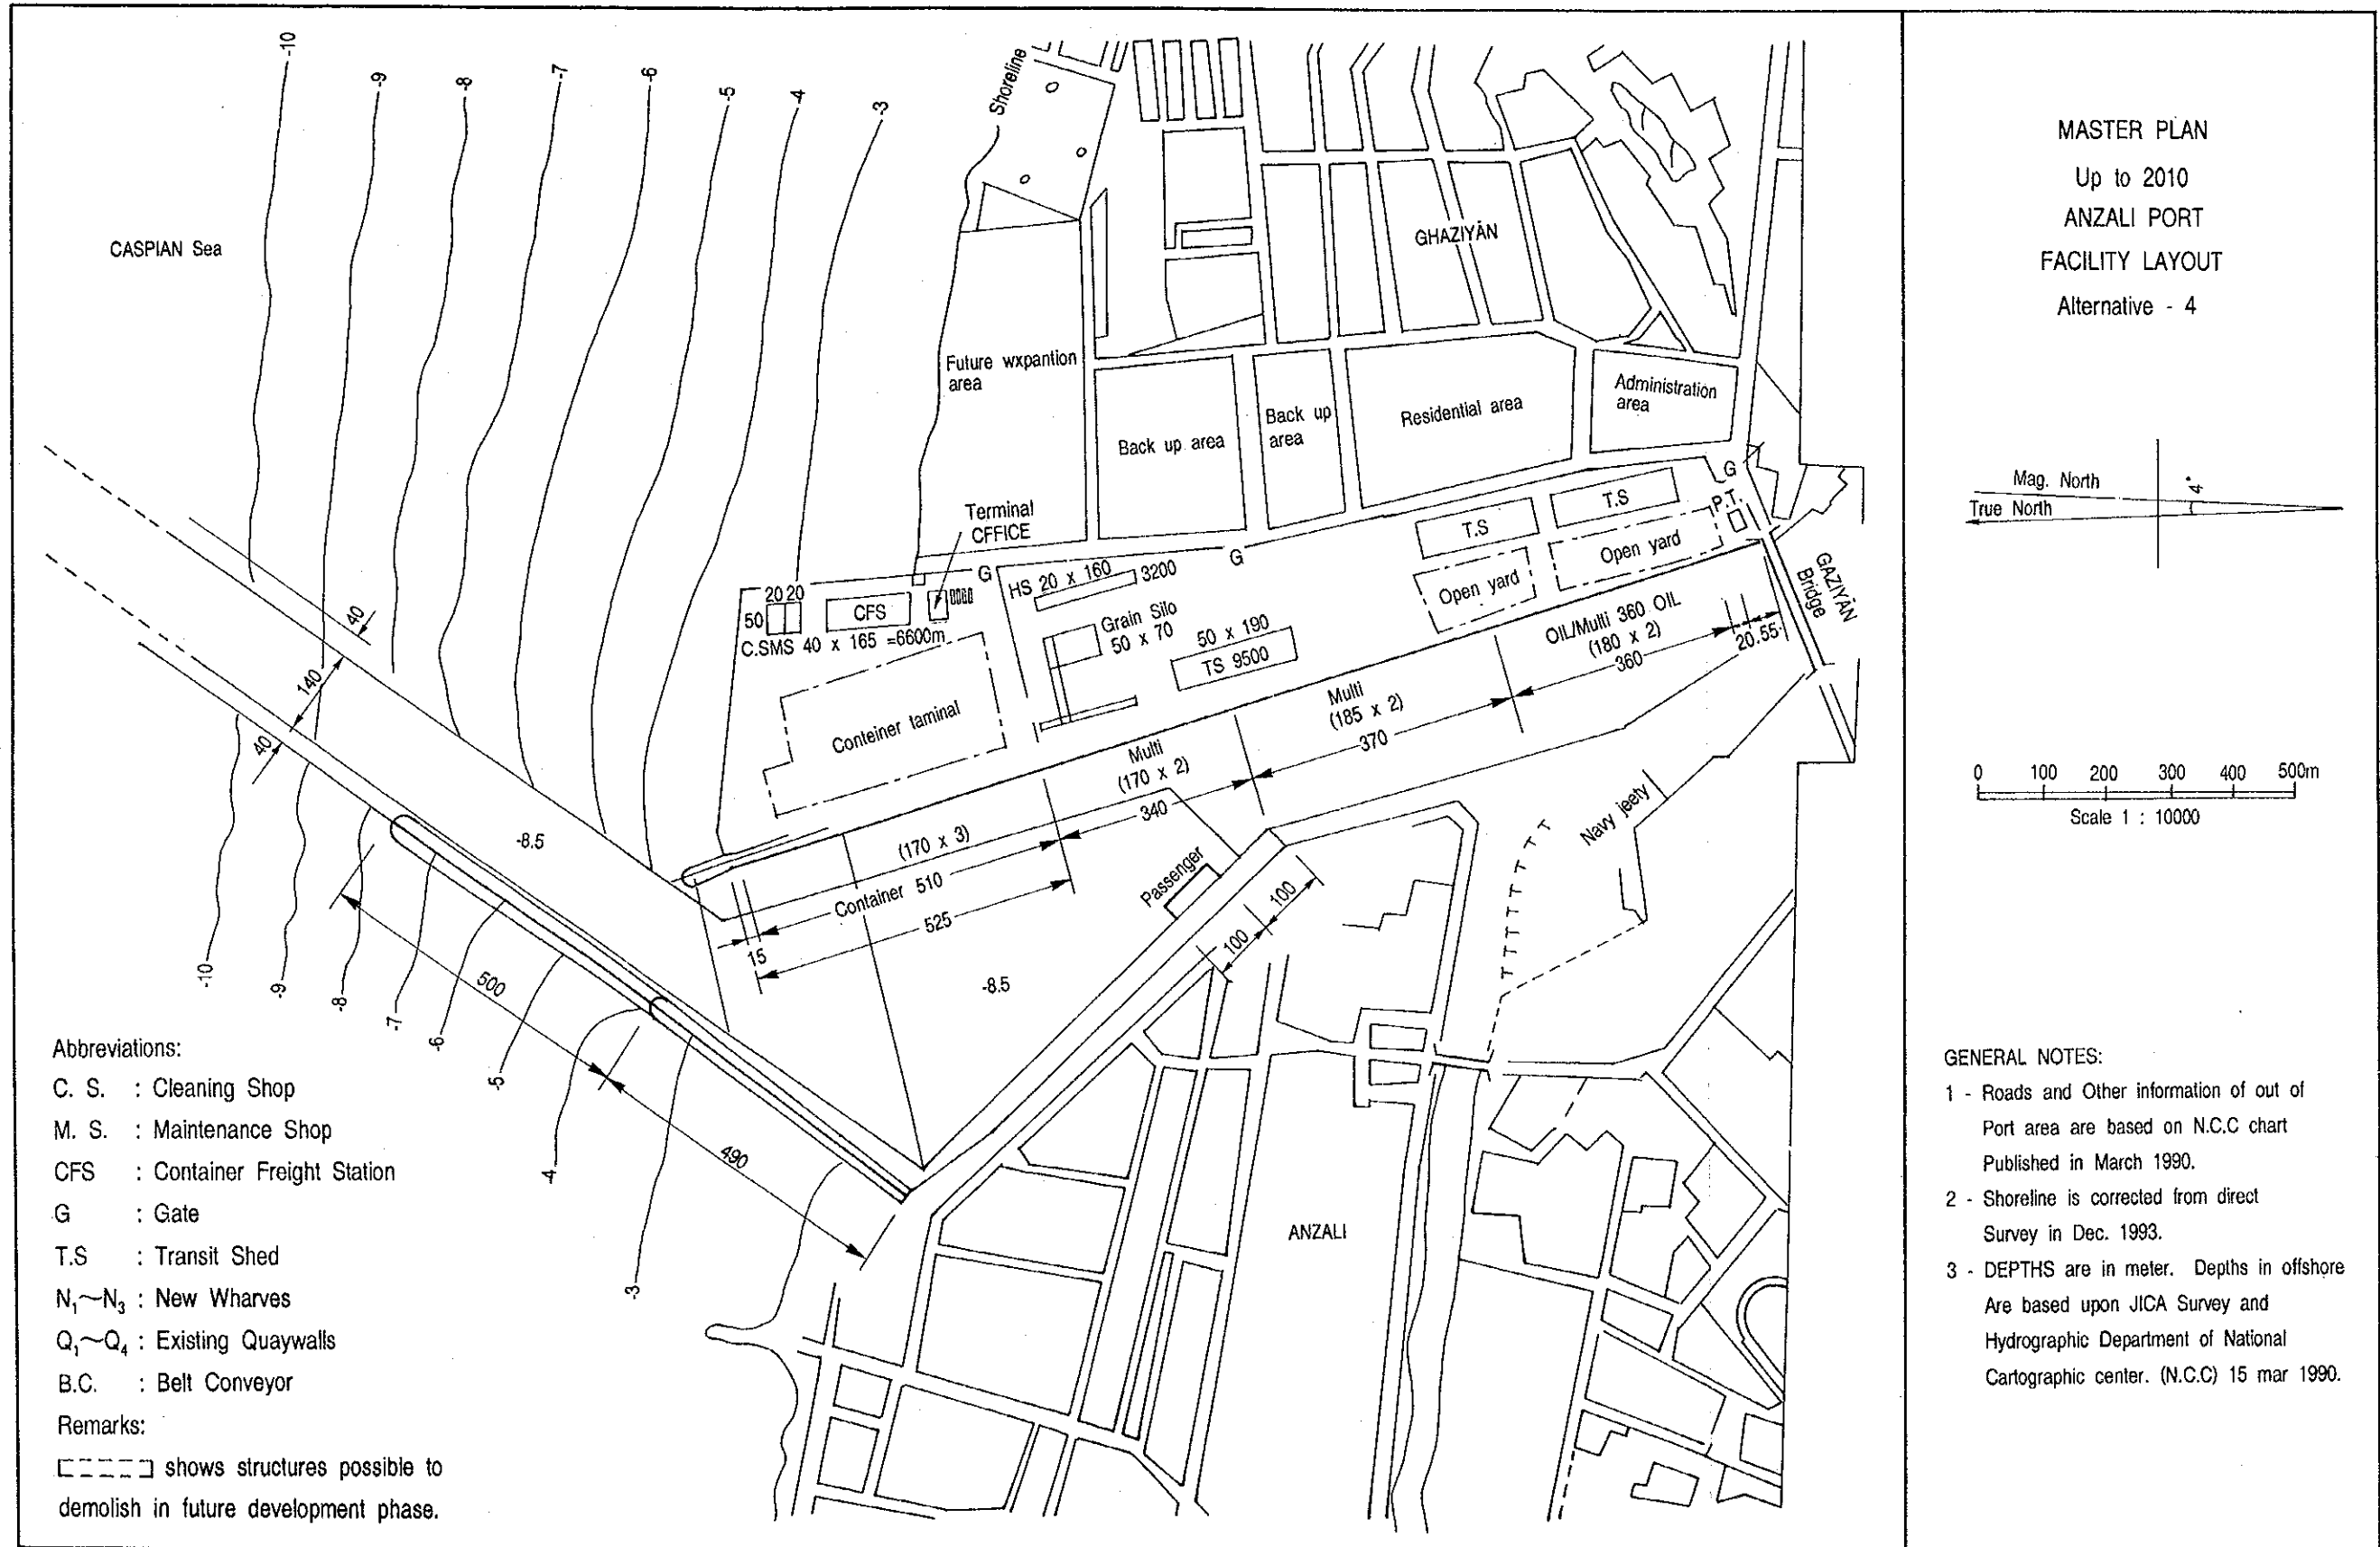 -10
-9
-8
-7
-6
-5
-4
-3
Shoreline
CASPIAN Sea
GHAZIYĀN
Future wxpantion
area
Back up area
Back up
area
Residential area
Administration
area
Terminal
CFFICE
G
G
G
P.T.
T.S
T.S
Open yard
Open yard
GAZIYĀN
Bridge
HS 20 x 160
3200
Grain Silo
50 x 70
50 x 190
TS 9500
20 20
50
CFS
C.SMS 40 x 165 =6600m
Conteiner taminal
OIL/Multi 360 OIL
(180 x 2)
360
20.55
Multi
(185 x 2)
370
Multi
(170 x 2)
340
(170 x 3)
Container 510
525
15
40
140
40
-8.5
-8.5
Passenger
100
100
Navy jeety
500
490
-10
-9
-8
-7
-6
-5
4
-3
ANZALI
Abbreviations:
C. S. : Cleaning Shop
M. S. : Maintenance Shop
CFS : Container Freight Station
G : Gate
T.S : Transit Shed
N₁~N₃ : New Wharves
Q₁~Q₄ : Existing Quaywalls
B.C. : Belt Conveyor
Remarks:
shows structures possible to
demolish in future development phase.
MASTER PLAN
Up to 2010
ANZALI PORT
FACILITY LAYOUT
Alternative - 4
Mag. North
True North
4°
0 100 200 300 400 500m
Scale 1 : 10000
GENERAL NOTES:
1 - Roads and Other information of out of
Port area are based on N.C.C chart
Published in March 1990.
2 - Shoreline is corrected from direct
Survey in Dec. 1993.
3 - DEPTHS are in meter. Depths in offshore
Are based upon JICA Survey and
Hydrographic Department of National
Cartographic center. (N.C.C) 15 mar 1990.